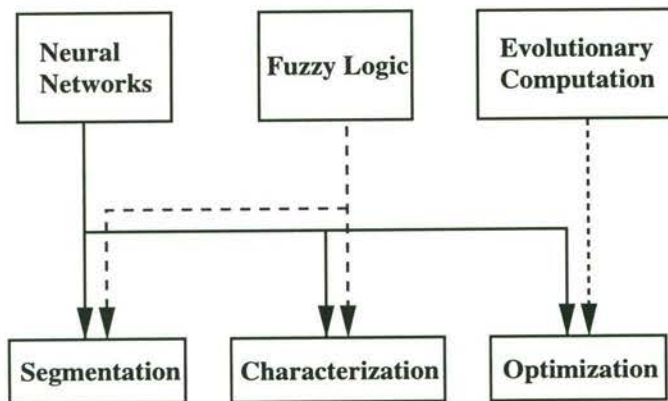 Neural
Networks
Fuzzy Logic
Evolutionary
Computation
Segmentation
Characterization
Optimization